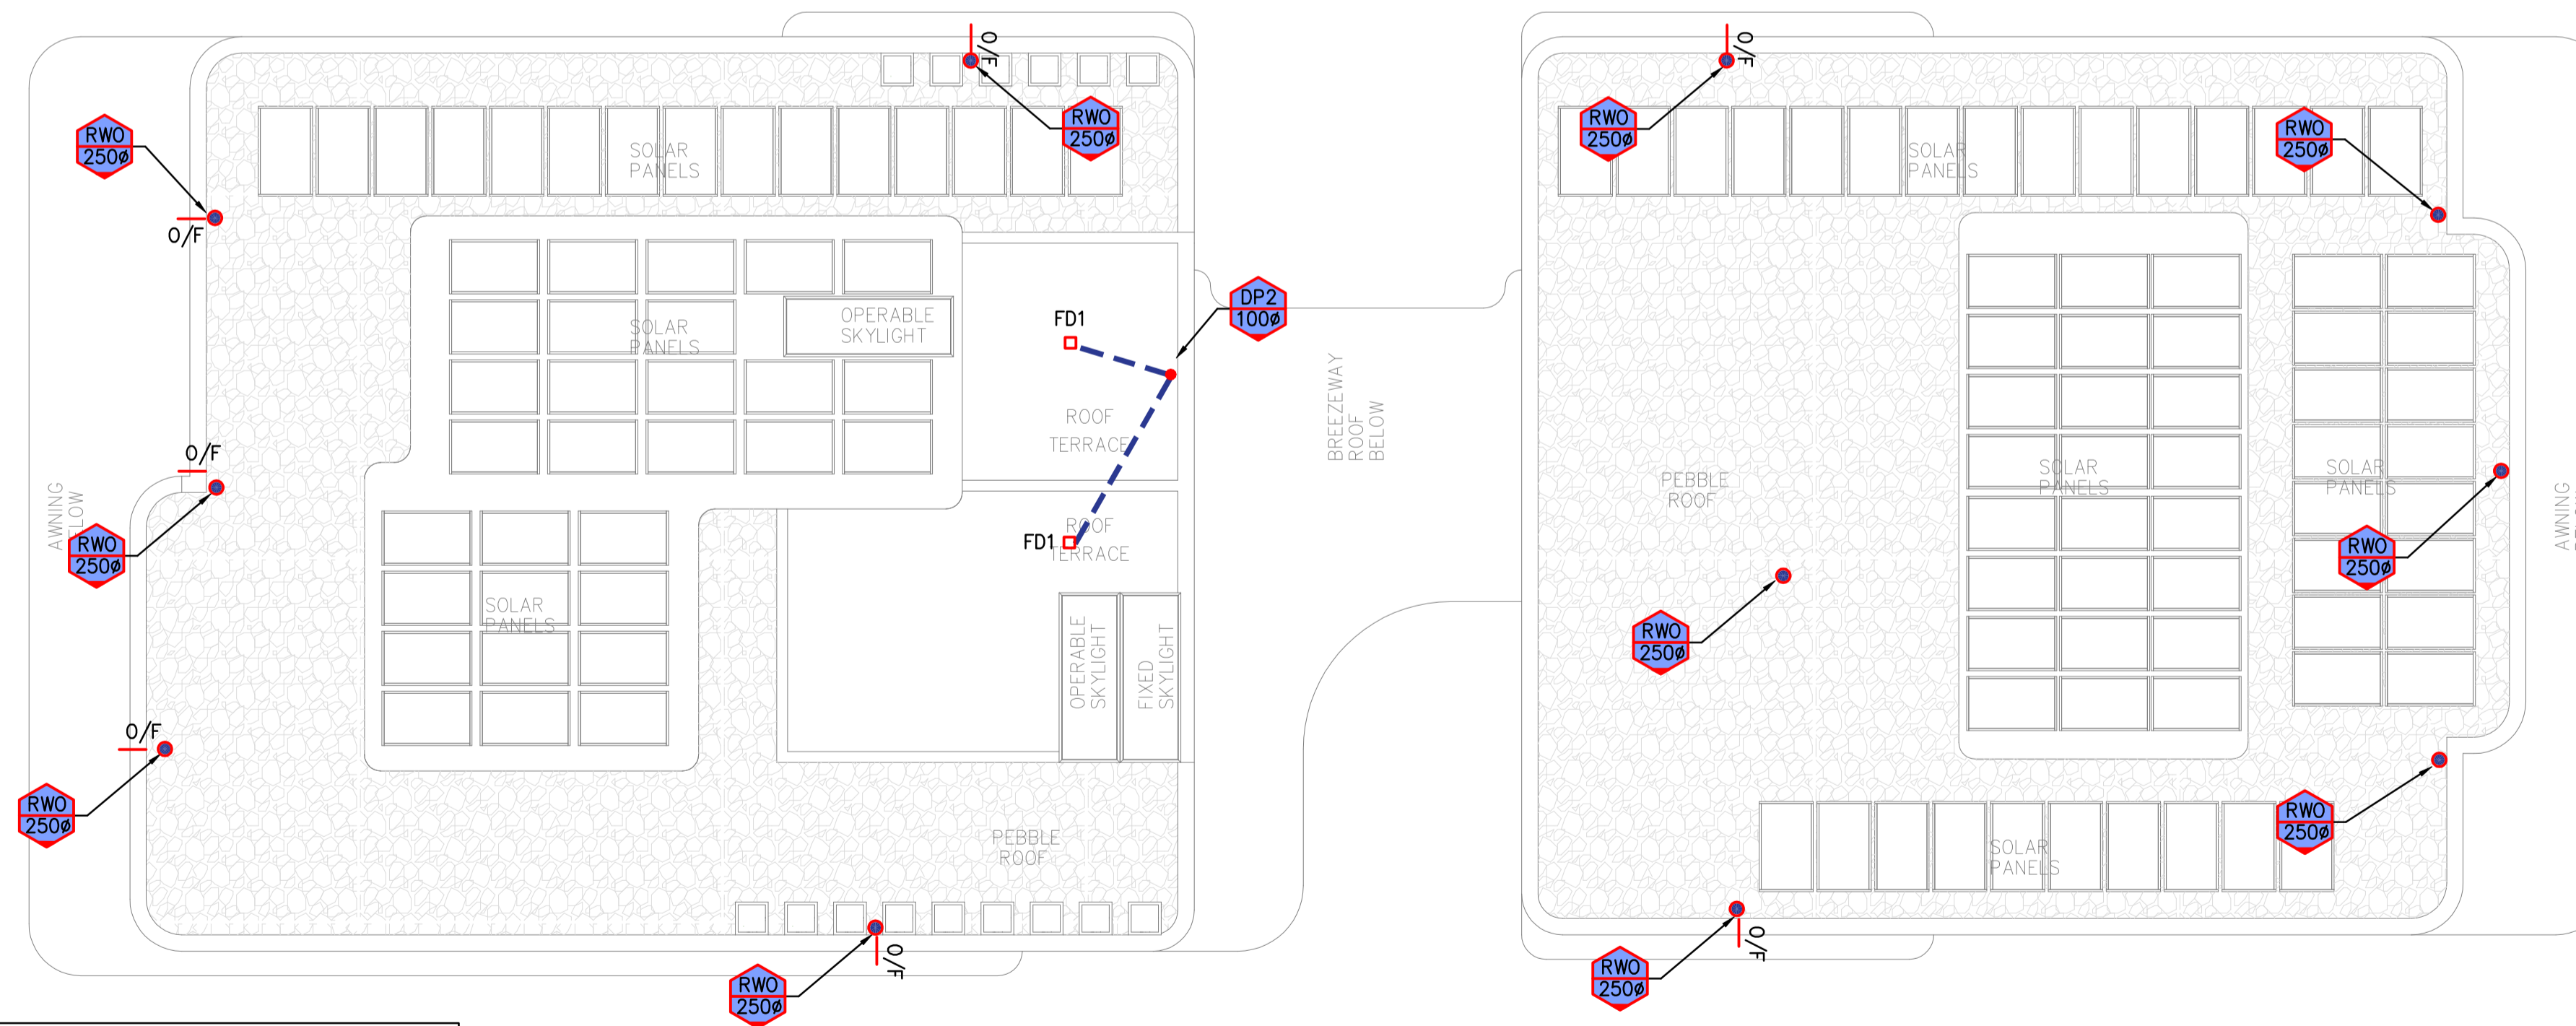 O/F
RWO
250ø
RWO
250ø
SOLAR
PANELS
O/F
O/F
RWO
250ø
RWO
250ø
SOLAR
PANELS
RWO
250ø
SOLAR
PANELS
OPERABLE
SKYLIGHT
DP2
100ø
FD1
ROOF
TERRACE
BREEZEWAY
ROOF
BELOW
O/F
AWNING
RWO
250ø
SOLAR
PANELS
FD1
ROOF
TERRACE
OPERABLE
SKYLIGHT
FIXED
SKYLIGHT
O/F
RWO
250ø
PEBBLE
ROOF
O/F
RWO
250ø
PEBBLE
ROOF
RWO
250ø
SOLAR
PANELS
SOLAR
PANELS
RWO
250ø
AWNING
RWO
250ø
SOLAR
PANELS
O/F
RWO
250ø